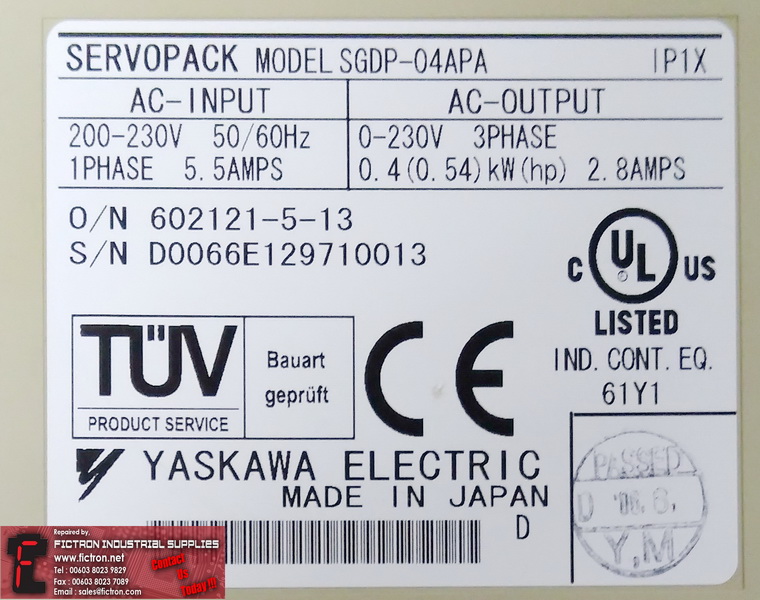 SERVOPACK MODEL SGDP-04APA IP1X
AC-INPUT AC-OUTPUT
200-230V 50/60Hz 0-230V 3PHASE
1PHASE 5.5AMPS 0.4(0.54)kW(hp) 2.8AMPS
O/N 602121-5-13
S/N D0066E129710013
C UL US
LISTED
IND. CONT. EQ.
61Y1
TÜV
PRODUCT SERVICE
Bauart
geprüft
CE
YASKAWA ELECTRIC
MADE IN JAPAN
D
PASSED
D '06.8.
Y.M
Repaired by,
FICTRON INDUSTRIAL SUPPLIES
www.fictron.net
Tel : 00603 8023 9829
Fax : 00603 8023 7089
Email : sales@fictron.com
Contact
Us
Today!!!